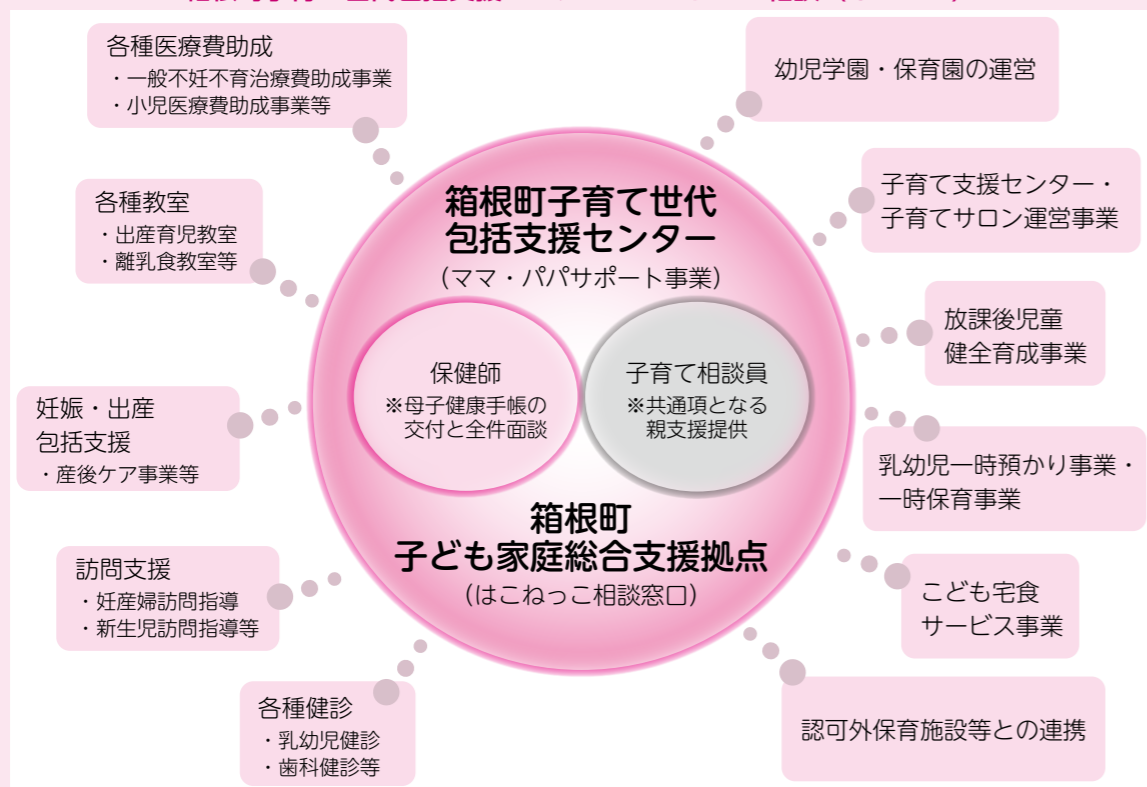 各種医療費助成
・一般不妊不育治療費助成事業
・小児医療費助成事業等
各種教室
・出産育児教室
・離乳食教室等
妊娠・出産
包括支援
・産後ケア事業等
訪問支援
・妊産婦訪問指導
・新生児訪問指導等
各種健診
・乳幼児健診
・歯科健診等
箱根町子育て世代
包括支援センター
(ママ・パパサポート事業)
保健師
※母子健康手帳の
交付と全件面談
子育て相談員
※共通項となる
親支援提供
箱根町
子ども家庭総合支援拠点
(はこねっこ相談窓口)
幼児学園・保育園の運営
子育て支援センター・
子育てサロン運営事業
放課後児童
健全育成事業
乳幼児一時預かり事業・
一時保育事業
こども宅食
サービス事業
認可外保育施設等との連携